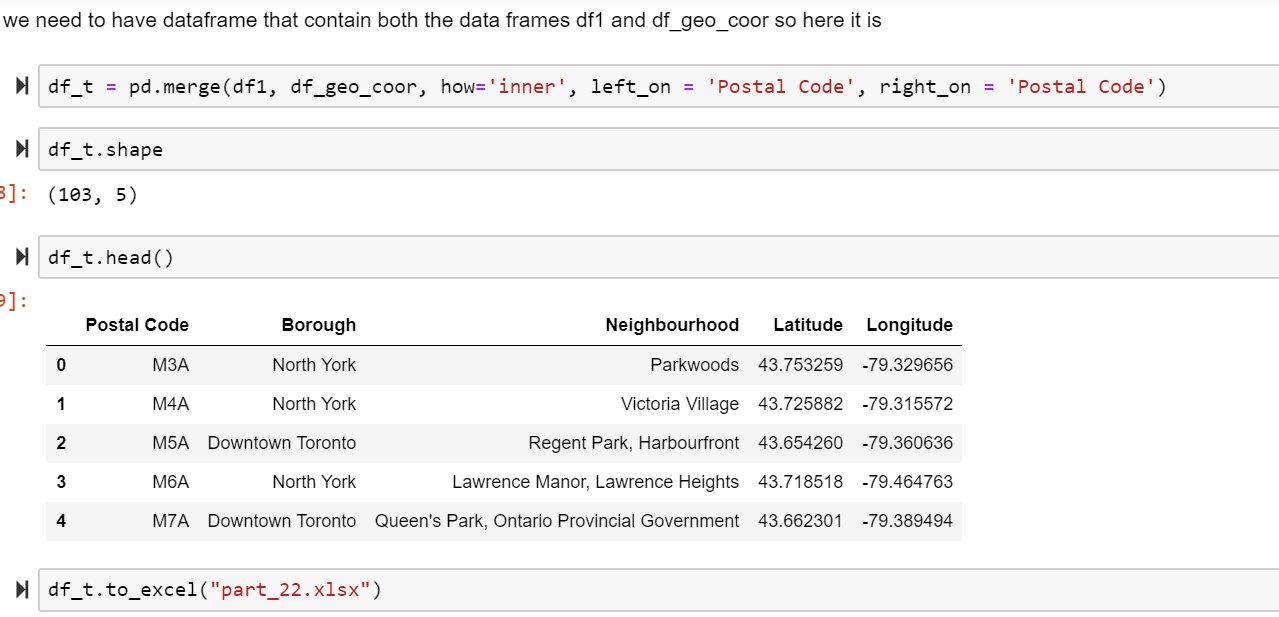 we need to have dataframe that contain both the data frames df1 and df_geo_coor so here it is
df_t = pd.merge(df1, df_geo_coor, how='inner', left_on = 'Postal Code', right_on = 'Postal Code')
df_t.shape
8]: (103, 5)
df_t.head()
9]:
Postal Code Borough Neighbourhood Latitude Longitude
0 M3A North York Parkwoods 43.753259 -79.329656
1 M4A North York Victoria Village 43.725882 -79.315572
2 M5A Downtown Toronto Regent Park, Harbourfront 43.654260 -79.360636
3 M6A North York Lawrence Manor, Lawrence Heights 43.718518 -79.464763
4 M7A Downtown Toronto Queen's Park, Ontario Provincial Government 43.662301 -79.389494
df_t.to_excel("part_22.xlsx")